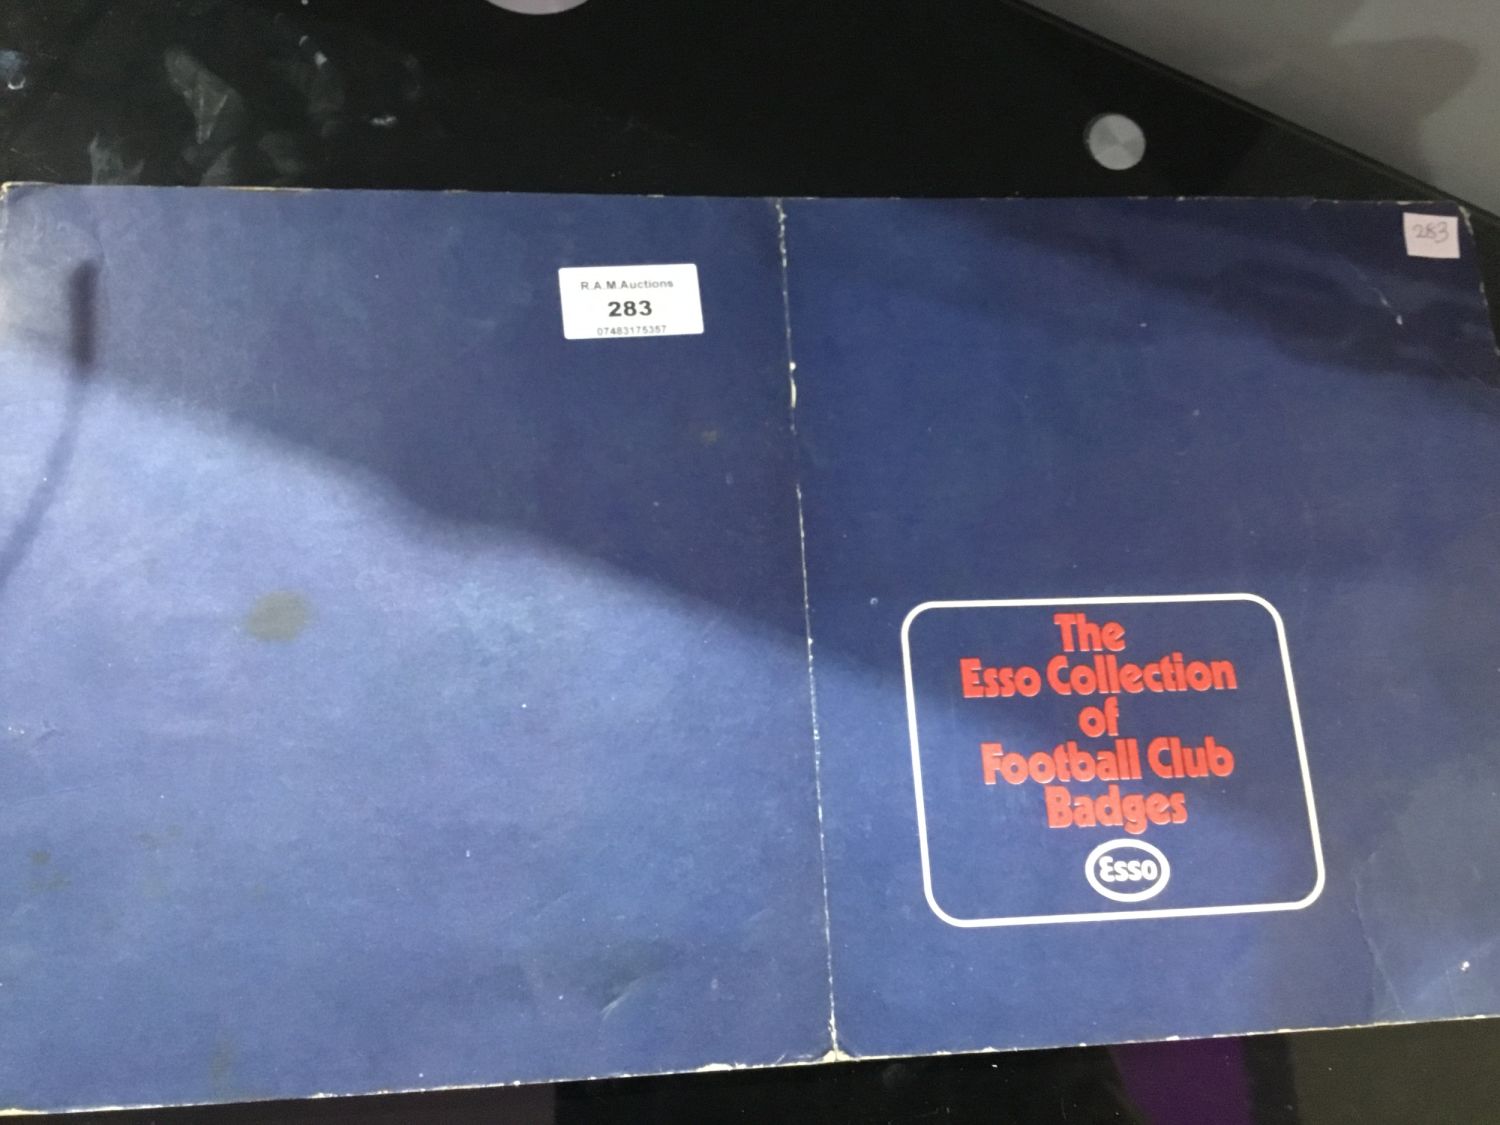 R.A.M.Auctions
283
07483175357
283
The
Esso Collection
of
Football Club
Badges
Esso